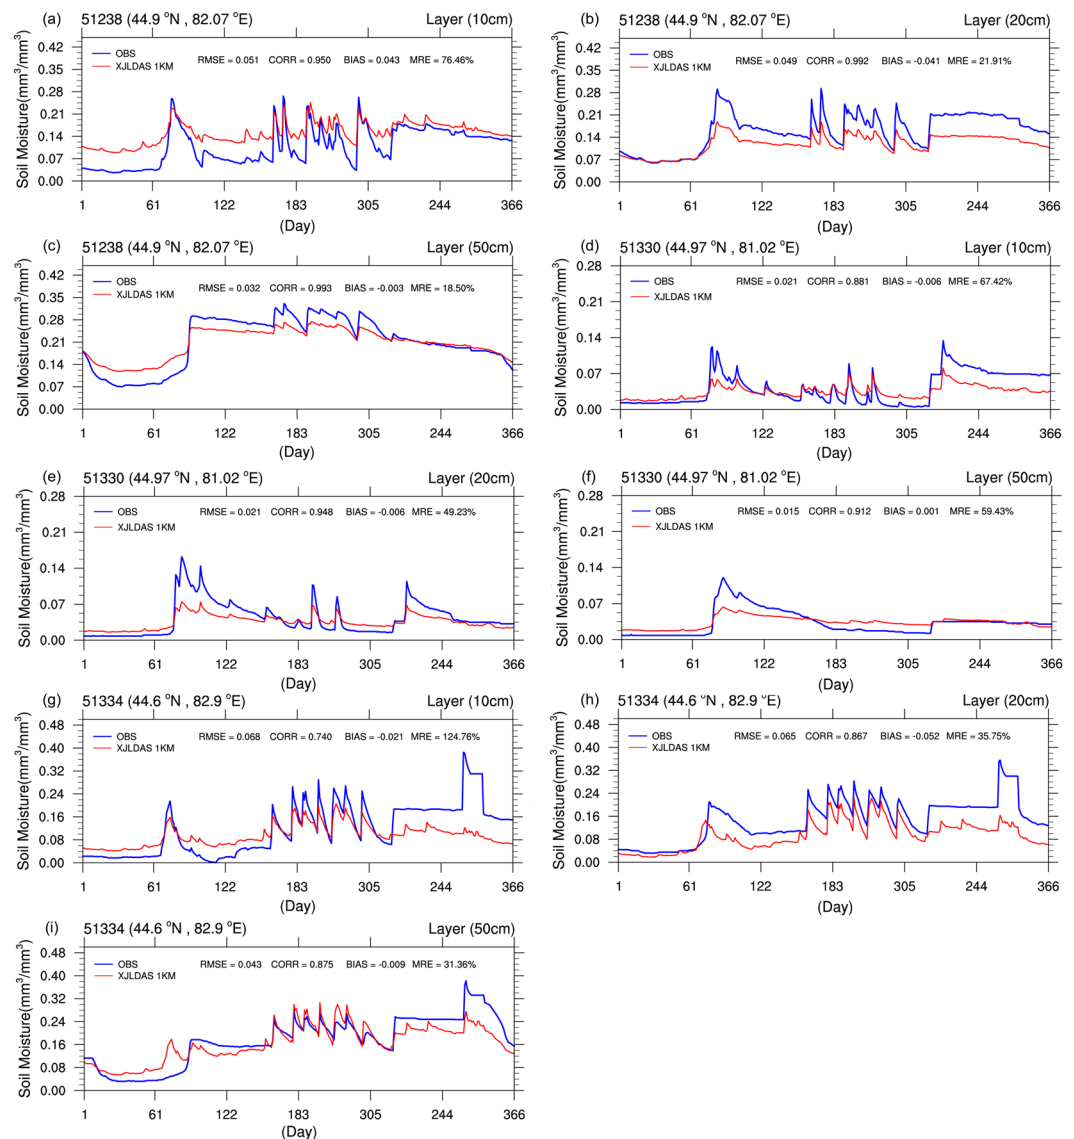 (a) 51238 (44.9 °N , 82.07 °E) Layer (10cm)
OBS
XJLDAS 1KM
RMSE = 0.051 CORR = 0.950 BIAS = 0.043 MRE = 76.46%
Soil Moisture(mm³/mm³)
0.42
0.35
0.28
0.21
0.14
0.07
0.00
1 61 122 183 305 244 366
(Day)
(b) 51238 (44.9 °N , 82.07 °E) Layer (20cm)
OBS
XJLDAS 1KM
RMSE = 0.049 CORR = 0.992 BIAS = -0.041 MRE = 21.91%
Soil Moisture(mm³/mm³)
0.42
0.35
0.28
0.21
0.14
0.07
0.00
1 61 122 183 305 244 366
(Day)
(c) 51238 (44.9 °N , 82.07 °E) Layer (50cm)
OBS
XJLDAS 1KM
RMSE = 0.032 CORR = 0.993 BIAS = -0.003 MRE = 18.50%
Soil Moisture(mm³/mm³)
0.42
0.35
0.28
0.21
0.14
0.07
0.00
1 61 122 183 305 244 366
(Day)
(d) 51330 (44.97 °N , 81.02 °E) Layer (10cm)
OBS
XJLDAS 1KM
RMSE = 0.021 CORR = 0.881 BIAS = -0.006 MRE = 67.42%
Soil Moisture(mm³/mm³)
0.28
0.21
0.14
0.07
0.00
1 61 122 183 305 244 366
(Day)
(e) 51330 (44.97 °N , 81.02 °E) Layer (20cm)
OBS
XJLDAS 1KM
RMSE = 0.021 CORR = 0.948 BIAS = -0.006 MRE = 49.23%
Soil Moisture(mm³/mm³)
0.28
0.21
0.14
0.07
0.00
1 61 122 183 305 244 366
(Day)
(f) 51330 (44.97 °N , 81.02 °E) Layer (50cm)
OBS
XJLDAS 1KM
RMSE = 0.015 CORR = 0.912 BIAS = 0.001 MRE = 59.43%
Soil Moisture(mm³/mm³)
0.28
0.21
0.14
0.07
0.00
1 61 122 183 305 244 366
(Day)
(g) 51334 (44.6 °N , 82.9 °E) Layer (10cm)
OBS
XJLDAS 1KM
RMSE = 0.068 CORR = 0.740 BIAS = -0.021 MRE = 124.76%
Soil Moisture(mm³/mm³)
0.48
0.40
0.32
0.24
0.16
0.08
0.00
1 61 122 183 305 244 366
(Day)
(h) 51334 (44.6 °N , 82.9 °E) Layer (20cm)
OBS
XJLDAS 1KM
RMSE = 0.065 CORR = 0.867 BIAS = -0.052 MRE = 35.75%
Soil Moisture(mm³/mm³)
0.48
0.40
0.32
0.24
0.16
0.08
0.00
1 61 122 183 305 244 366
(Day)
(i) 51334 (44.6 °N , 82.9 °E) Layer (50cm)
OBS
XJLDAS 1KM
RMSE = 0.043 CORR = 0.875 BIAS = -0.009 MRE = 31.36%
Soil Moisture(mm³/mm³)
0.48
0.40
0.32
0.24
0.16
0.08
0.00
1 61 122 183 305 244 366
(Day)